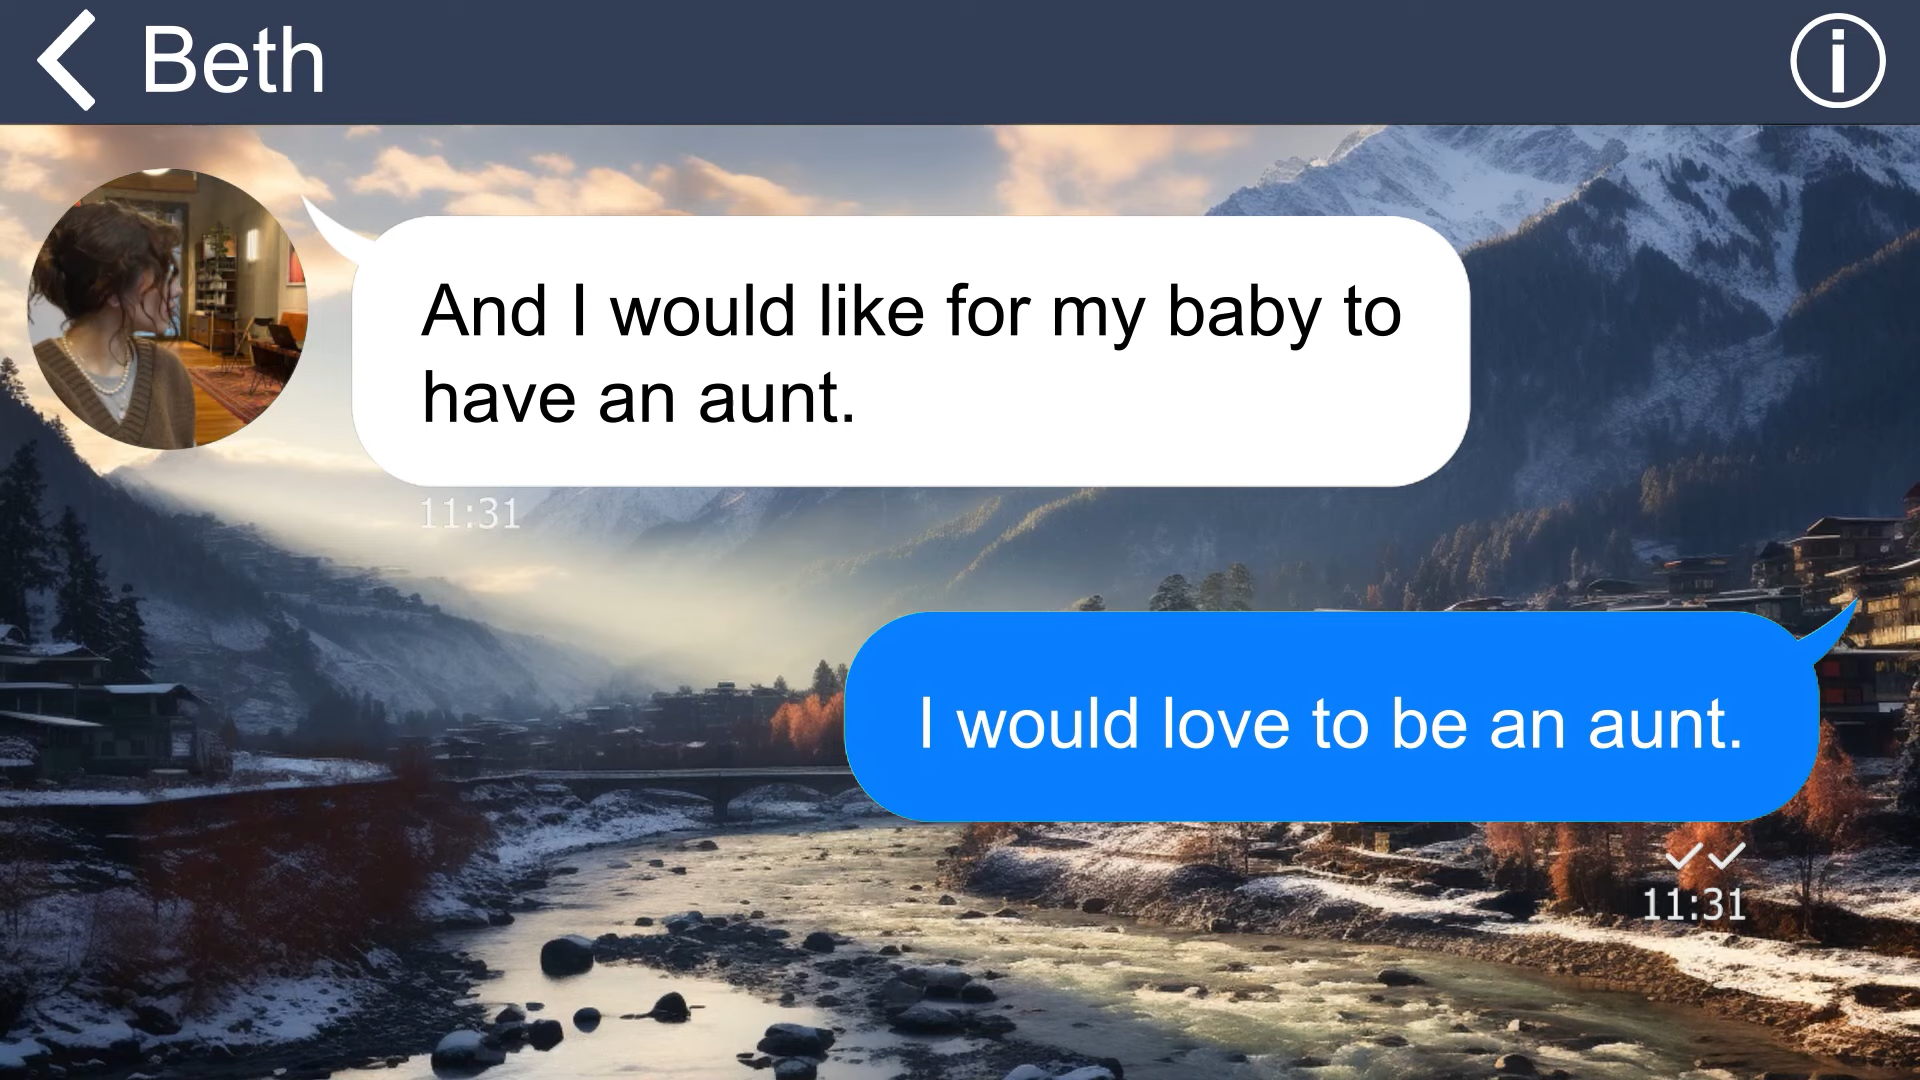 Beth
And I would like for my baby to
have an aunt.
11:31
I would love to be an aunt.
11:31